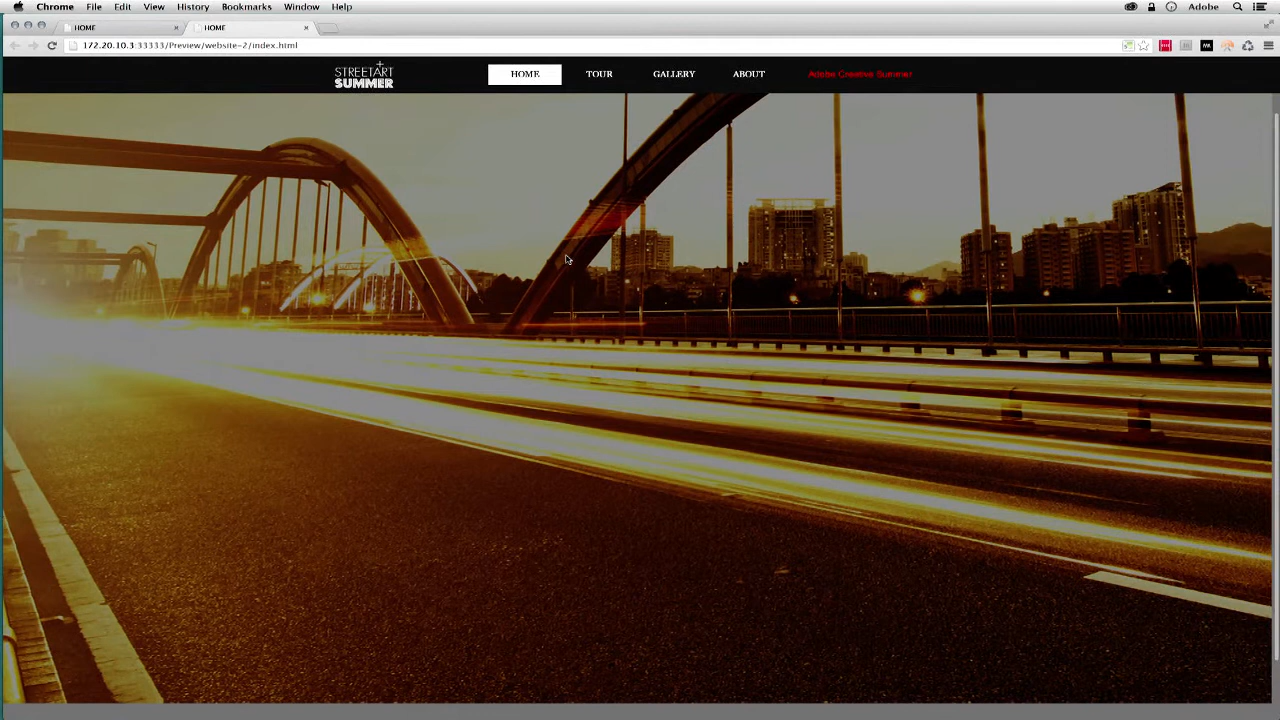 Chrome File Edit View History Bookmarks Window Help Adobe
HOME HOME
172.20.10.3:33333/Preview/website-2/index.html
STREETART
SUMMER
HOME TOUR GALLERY ABOUT Adobe Creative Summer